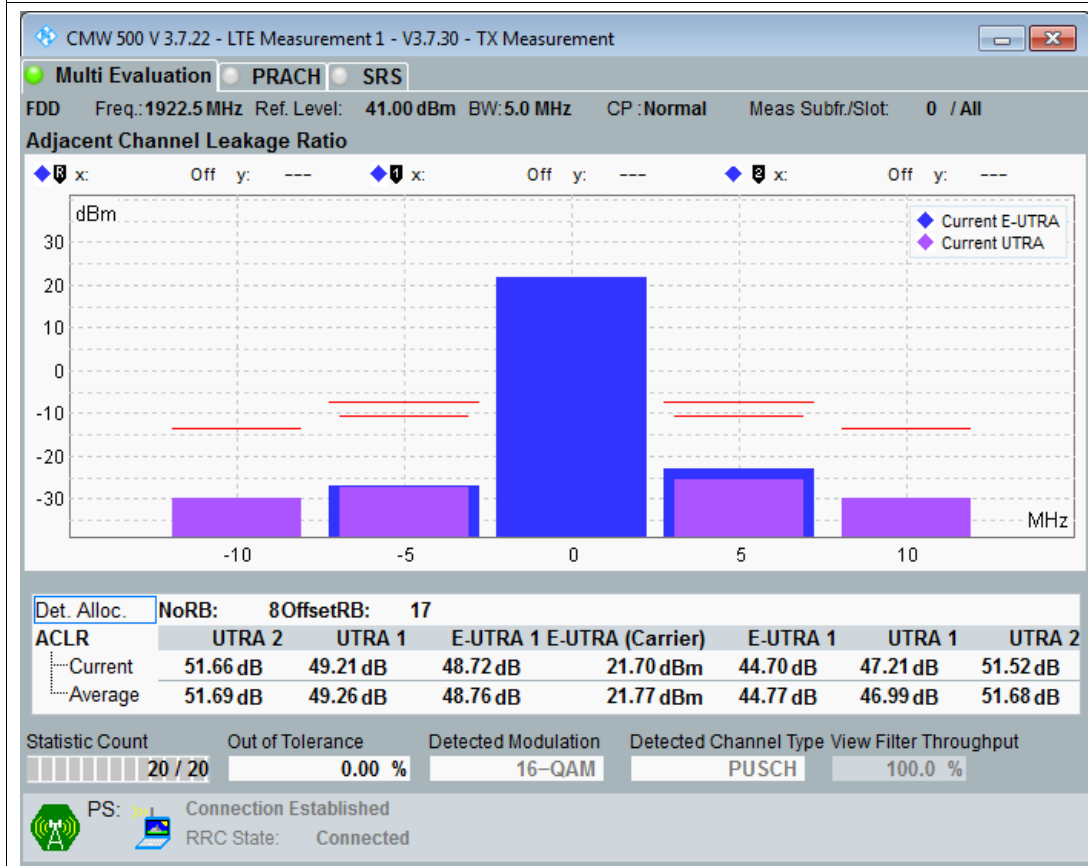 CMW 500 V 3.7.22 - LTE Measurement 1 - V3.7.30 - TX Measurement
Multi Evaluation PRACH SRS
FDD Freq.: 1922.5 MHz Ref. Level: 41.00 dBm BW: 5.0 MHz CP : Normal Meas Subfr./Slot: 0 / All
Adjacent Channel Leakage Ratio
R x: Off y: --- 1 x: Off y: --- 2 x: Off y: ---
dBm
Current E-UTRA
Current UTRA
30
20
10
0
-10
-20
-30
MHz
-10 -5 0 5 10
Det. Alloc. NoRB: 8 OffsetRB: 17
ACLR UTRA 2 UTRA 1 E-UTRA 1 E-UTRA (Carrier) E-UTRA 1 UTRA 1 UTRA 2
Current 51.66 dB 49.21 dB 48.72 dB 21.70 dBm 44.70 dB 47.21 dB 51.52 dB
Average 51.69 dB 49.26 dB 48.76 dB 21.77 dBm 44.77 dB 46.99 dB 51.68 dB
Statistic Count Out of Tolerance Detected Modulation Detected Channel Type View Filter Throughput
20 / 20 0.00 % 16-QAM PUSCH 100.0 %
PS: Connection Established
RRC State: Connected